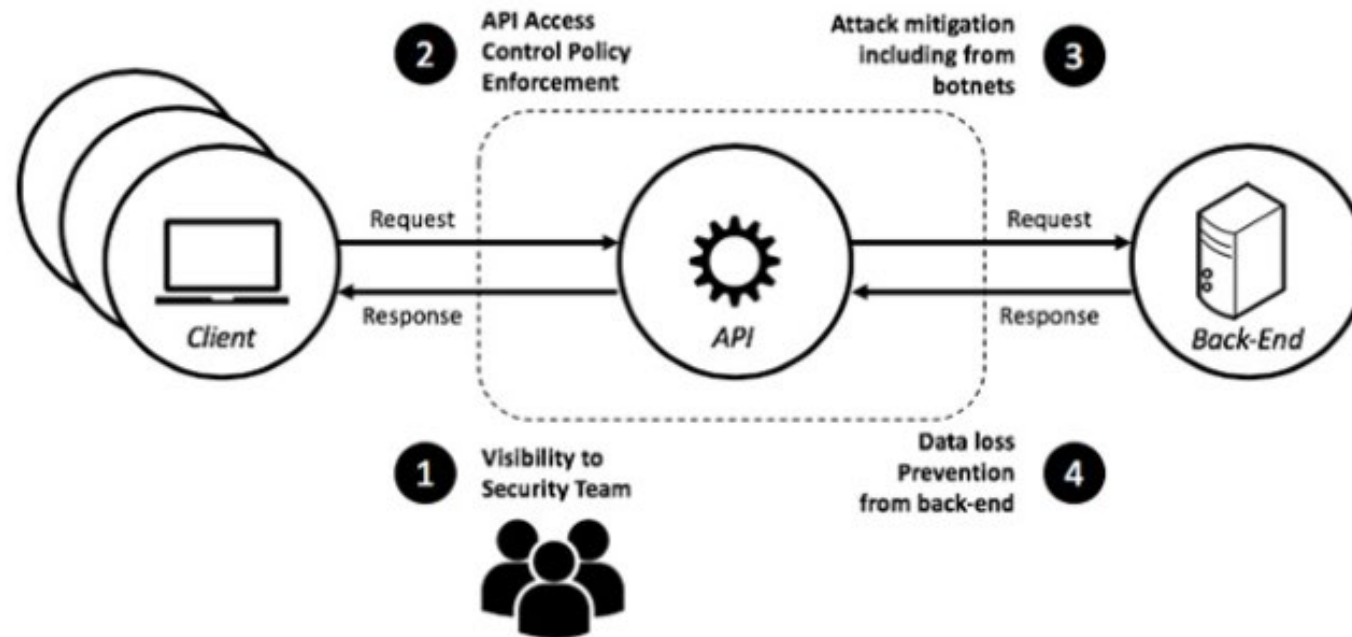 2
API Access
Control Policy
Enforcement
Attack mitigation
including from
botnets
3
Request
Request
Response
Response
Client
API
Back-End
1
Visibility to
Security Team
Data loss
Prevention
from back-end
4